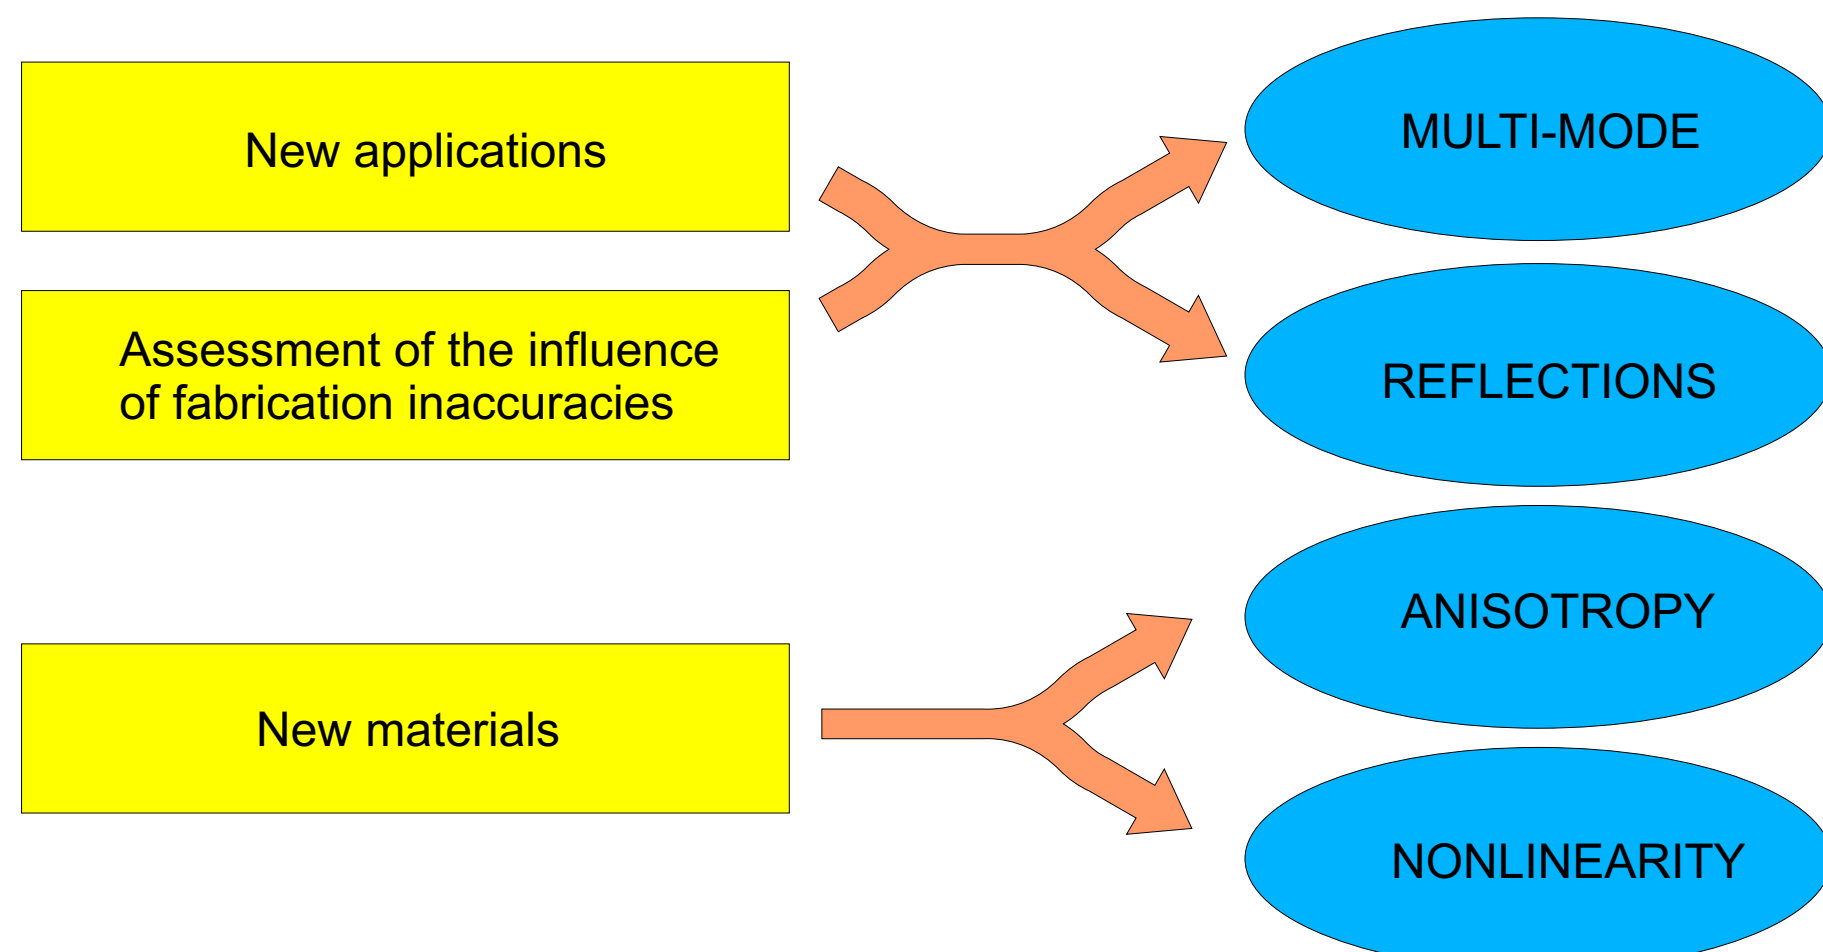 New applications
Assessment of the influence
of fabrication inaccuracies
New materials
MULTI-MODE
REFLECTIONS
ANISOTROPY
NONLINEARITY